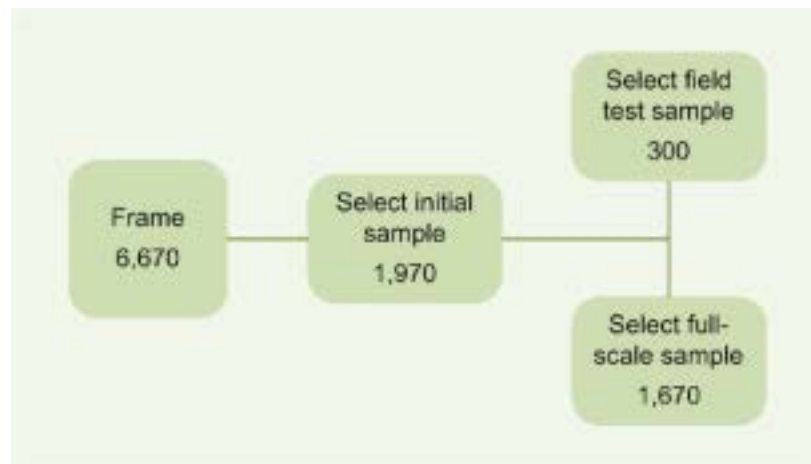 Frame
6,670
Select initial
sample
1,970
Select field
test sample
300
Select full-
scale sample
1,670